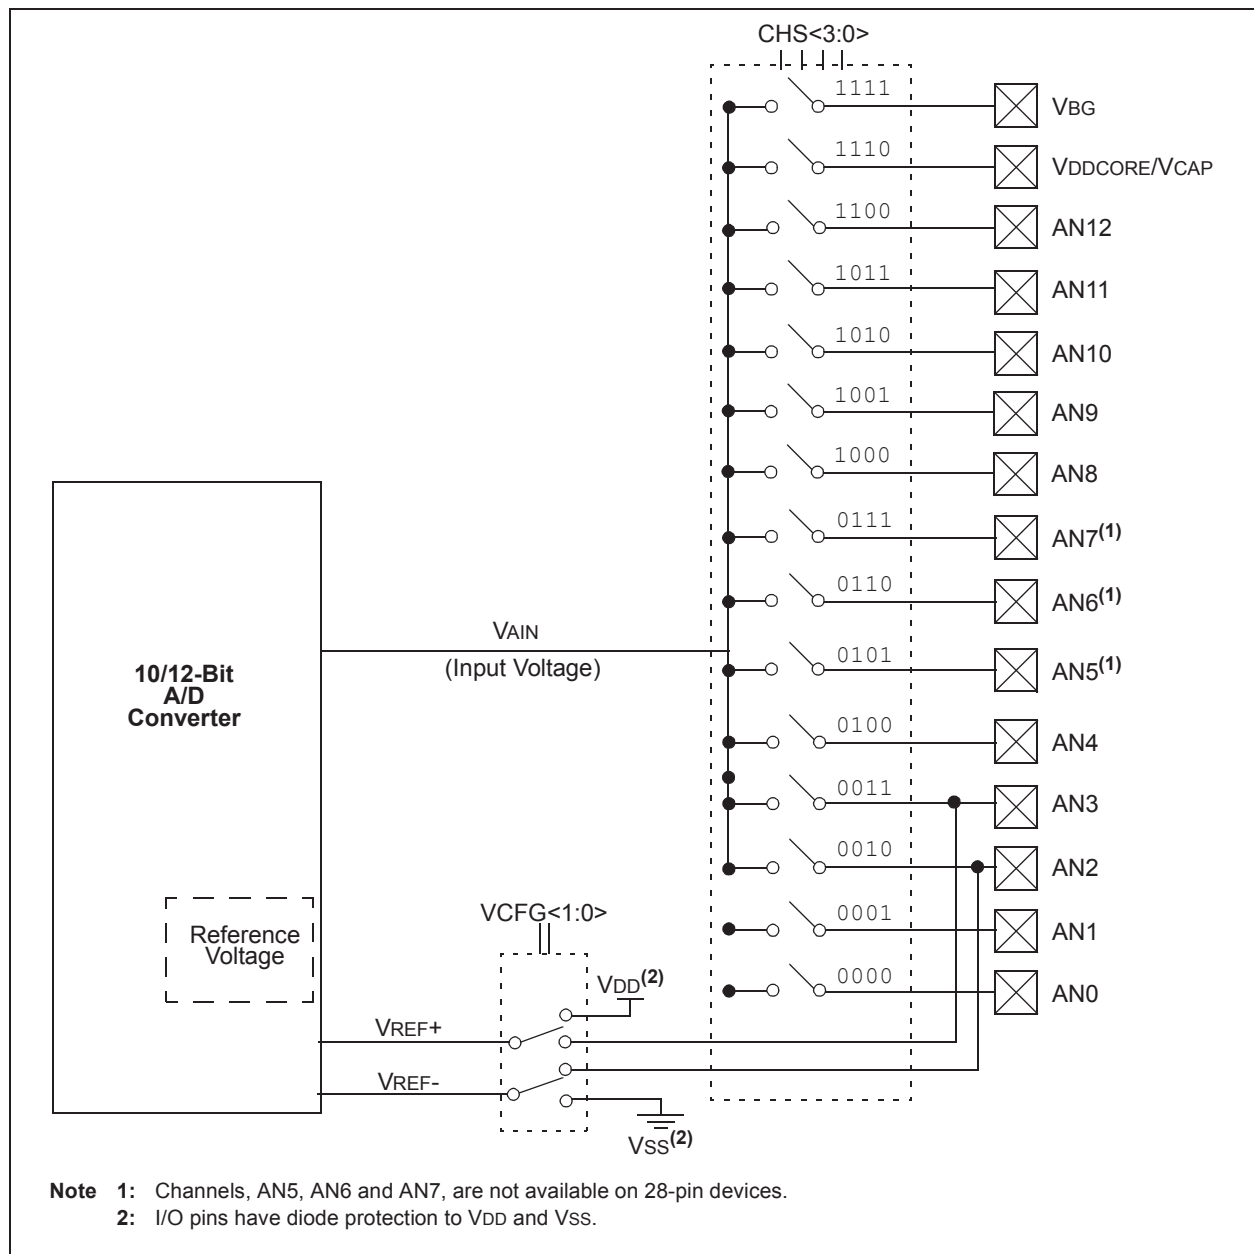 CHS<3:0>
1111 VBG
1110 VDDCORE/VCAP
1100 AN12
1011 AN11
1010 AN10
1001 AN9
1000 AN8
0111 AN7(1)
0110 AN6(1)
VAIN
(Input Voltage)
0101 AN5(1)
10/12-Bit
A/D
Converter
0100 AN4
0011 AN3
0010 AN2
VCFG<1:0>
0001 AN1
Reference
Voltage
VDD(2)
0000 AN0
VREF+
VREF-
VSS(2)
Note 1: Channels, AN5, AN6 and AN7, are not available on 28-pin devices.
2: I/O pins have diode protection to VDD and VSS.